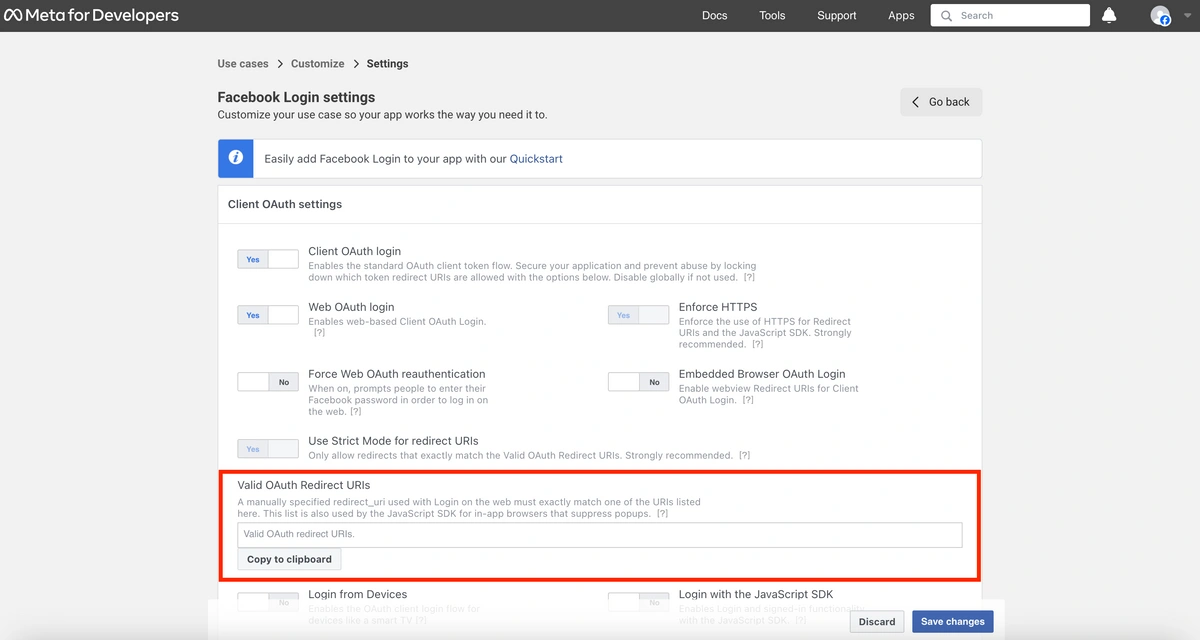 Meta for Developers
Docs Tools Support Apps Search
Use cases > Customize > Settings
Facebook Login settings
Customize your use case so your app works the way you need it to.
Go back
Easily add Facebook Login to your app with our Quickstart
Client OAuth settings
Yes
Client OAuth login
Enables the standard OAuth client token flow. Secure your application and prevent abuse by locking
down which token redirect URIs are allowed with the options below. Disable globally if not used. [?]
Yes
Web OAuth login
Enables web-based Client OAuth Login.
[?]
Yes
Enforce HTTPS
Enforce the use of HTTPS for Redirect
URIs and the JavaScript SDK. Strongly
recommended. [?]
No
Force Web OAuth reauthentication
When on, prompts people to enter their
Facebook password in order to log in on
the web. [?]
No
Embedded Browser OAuth Login
Enable webview Redirect URIs for Client
OAuth Login. [?]
Yes
Use Strict Mode for redirect URIs
Only allow redirects that exactly match the Valid OAuth Redirect URIs. Strongly recommended. [?]
Valid OAuth Redirect URIs
A manually specified redirect_uri used with Login on the web must exactly match one of the URIs listed
here. This list is also used by the JavaScript SDK for in-app browsers that suppress popups. [?]
Valid OAuth redirect URIs.
Copy to clipboard
No
Login from Devices
Enables the OAuth client login flow for
devices like a smart TV [?]
No
Login with the JavaScript SDK
Enables Login and signed-in functionality
with the JavaScript SDK. [?]
Discard
Save changes